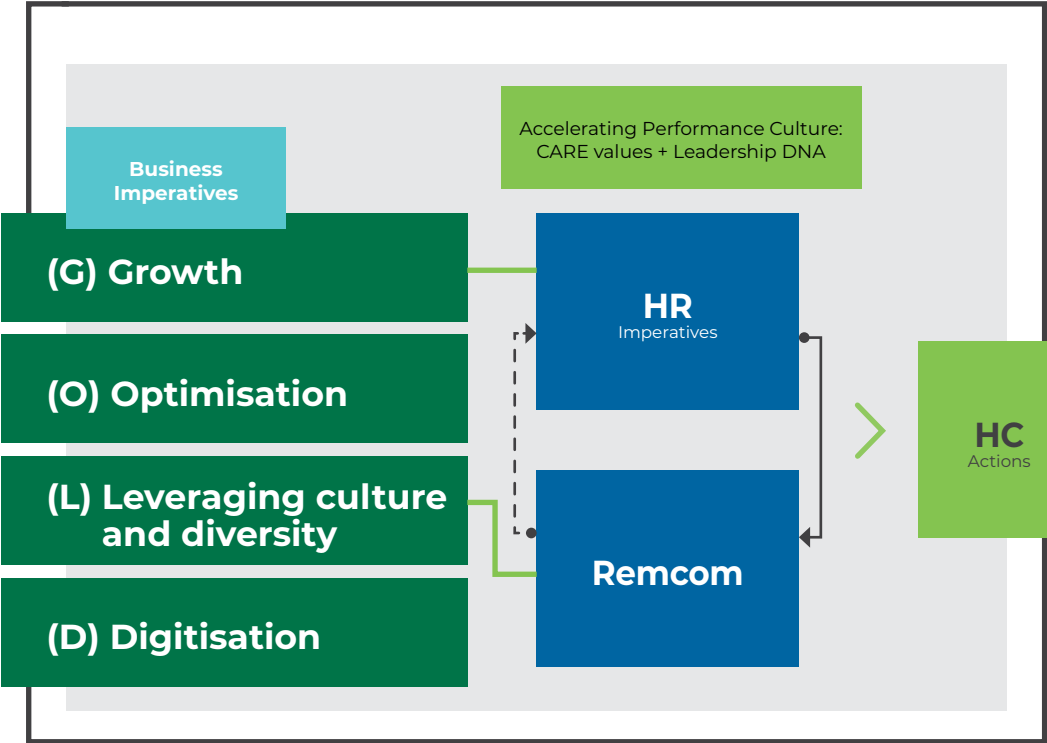 Accelerating Performance Culture:
CARE values + Leadership DNA
Business
Imperatives
(G) Growth
(O) Optimisation
(L) Leveraging culture
and diversity
(D) Digitisation
HR
Imperatives
Remcom
HC
Actions